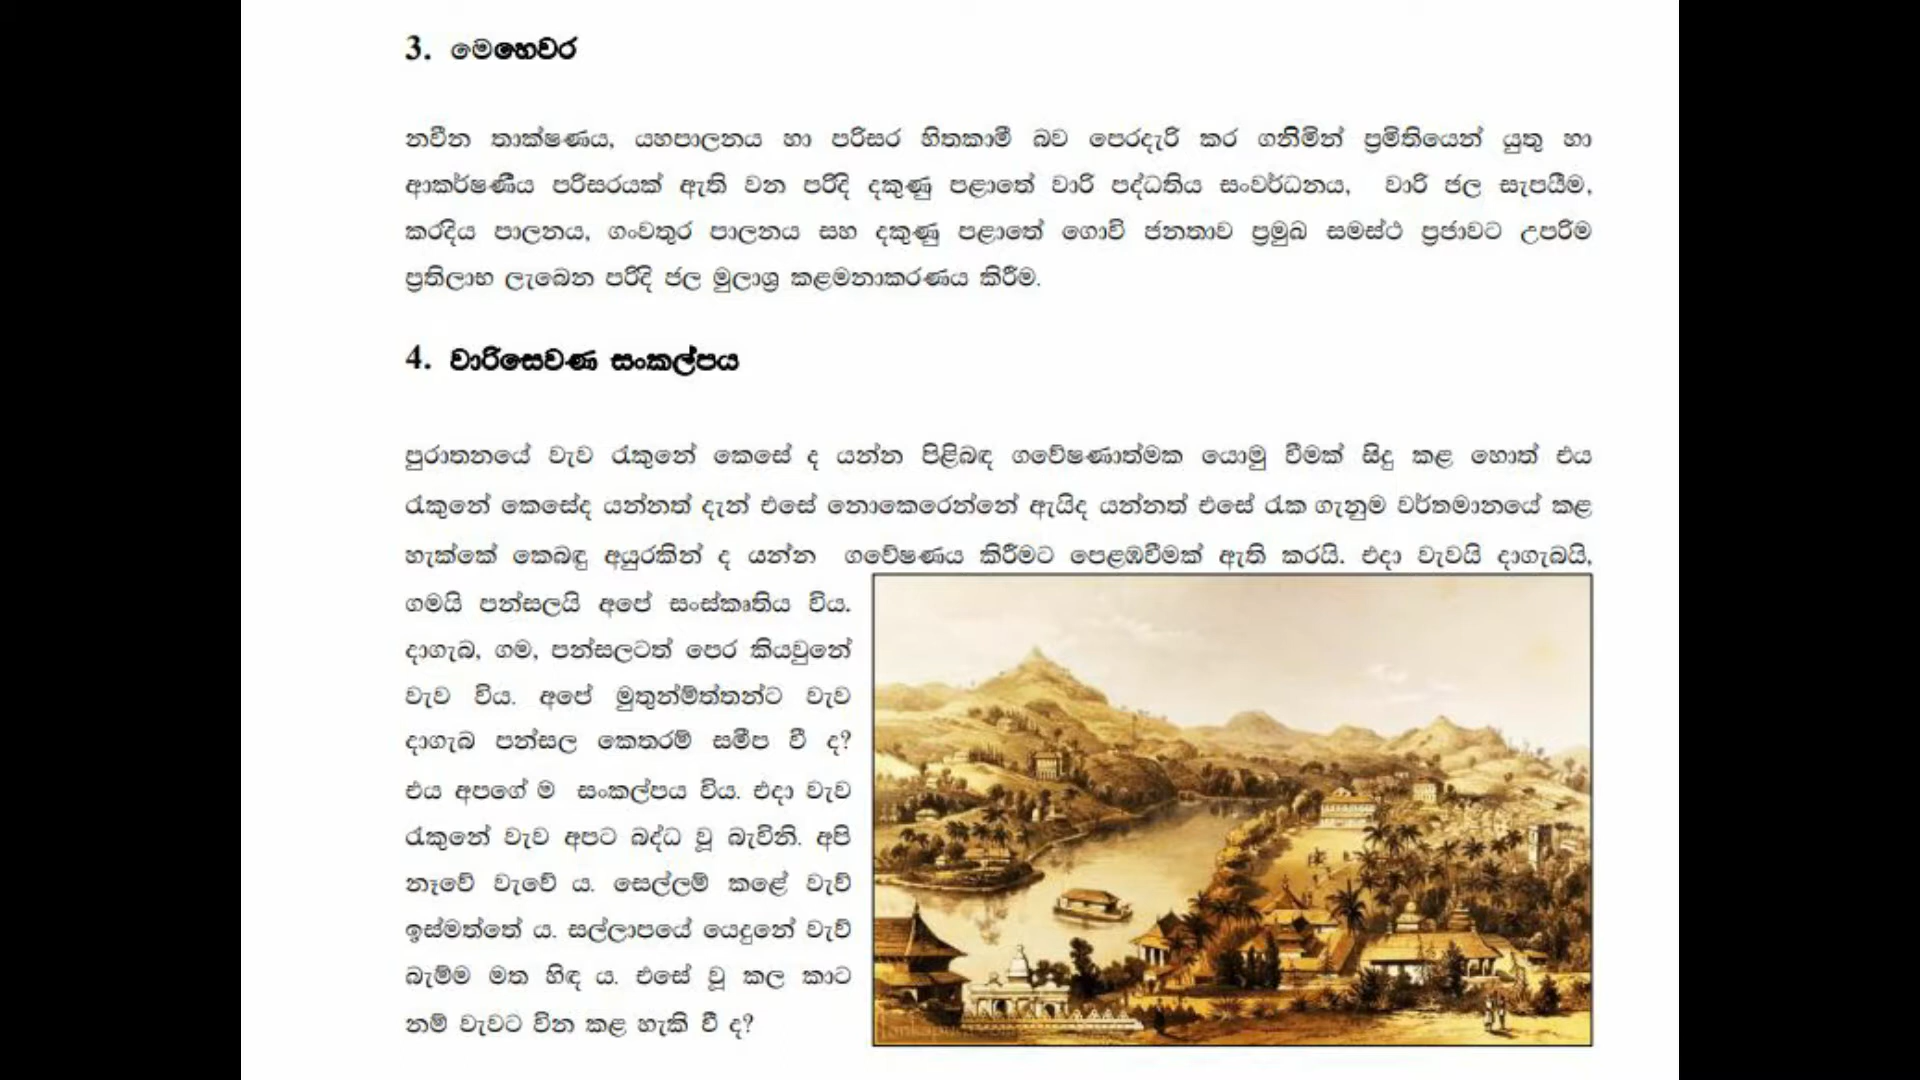 3. මෙහෙවර
නවීන තාක්ෂණය, යහපාලනය හා පරිසර හිතකාමී බව පෙරදැරි කර ගනිමින් ප්‍රමිතියෙන් යුතු හා
ආකර්ෂණීය පරිසරයක් ඇති වන පරිදි දකුණු පළාතේ වාරි පද්ධතිය සංවර්ධනය, වාරි ජල සැපයීම,
කරදිය පාලනය, ගංවතුර පාලනය සහ දකුණු පළාතේ ගොවි ජනතාව ප්‍රමුඛ සමස්ථ ප්‍රජාවට උපරිම
ප්‍රතිලාභ ලැබෙන පරිදි ජල මුලාශ්‍ර කළමනාකරණය කිරීම.
4. වාරිසෙවණ සංකල්පය
පුරාතනයේ වැව රැකුනේ කෙසේ ද යන්න පිළිබඳ ගවේෂණාත්මක යොමු වීමක් සිදු කළ හොත් එය
රැකුනේ කෙසේද යන්නත් දැන් එසේ නොකෙරෙන්නේ ඇයිද යන්නත් එසේ රැක ගැනුම වර්තමානයේ කළ
හැක්කේ කෙබඳු අයුරකින් ද යන්න ගවේෂණය කිරීමට පෙළඹවීමක් ඇති කරයි. එදා වැවයි දාගැබයි,
ගමයි පන්සලයි අපේ සංස්කෘතිය විය.
දාගැබ, ගම, පන්සලටත් පෙර කියවුනේ
වැව විය. අපේ මුතුන්මිත්තන්ට වැව
දාගැබ පන්සල කෙතරම් සමීප වී ද?
එය අපගේ ම සංකල්පය විය. එදා වැව
රැකුනේ වැව අපට බද්ධ වූ බැවිනි. අපි
නෑවේ වැවේ ය. සෙල්ලම් කළේ වැව්
ඉස්මත්තේ ය. සල්ලාපයේ යෙදුනේ වැව්
බැම්ම මත හිඳ ය. එසේ වූ කල කාට
නම් වැවට වින කළ හැකි වී ද?